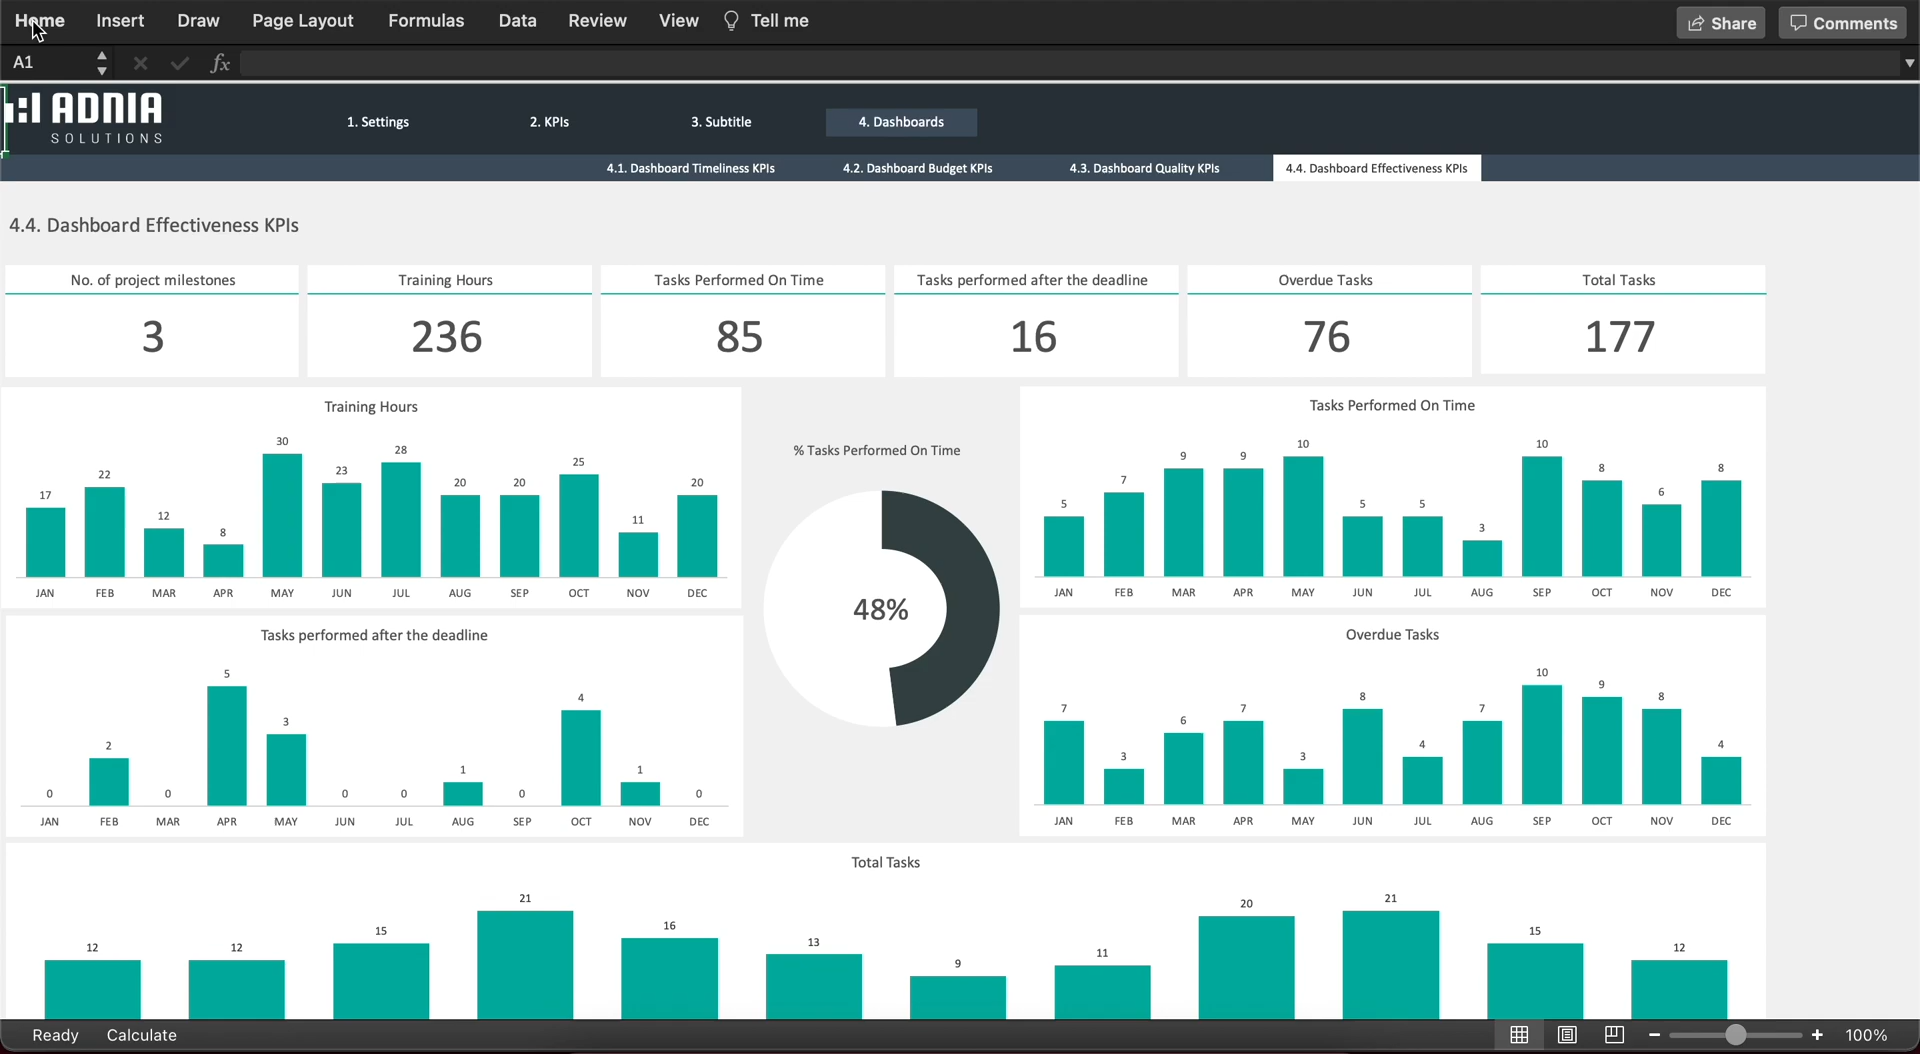 Home Insert Draw Page Layout Formulas Data Review View Tell me Share Comments
A1 fx
ADNIA
SOLUTIONS
1. Settings 2. KPIs 3. Subtitle 4. Dashboards
4.1. Dashboard Timeliness KPIs 4.2. Dashboard Budget KPIs 4.3. Dashboard Quality KPIs 4.4. Dashboard Effectiveness KPIs
4.4. Dashboard Effectiveness KPIs
No. of project milestones Training Hours Tasks Performed On Time Tasks performed after the deadline Overdue Tasks Total Tasks
3 236 85 16 76 177
Training Hours
17 22 12 8 30 23 28 20 20 25 11 20
JAN FEB MAR APR MAY JUN JUL AUG SEP OCT NOV DEC
% Tasks Performed On Time
48%
Tasks Performed On Time
5 7 9 9 10 5 5 3 10 8 6 8
JAN FEB MAR APR MAY JUN JUL AUG SEP OCT NOV DEC
Tasks performed after the deadline
0 2 0 5 3 0 0 1 0 4 1 0
JAN FEB MAR APR MAY JUN JUL AUG SEP OCT NOV DEC
Overdue Tasks
7 3 6 7 3 8 4 7 10 9 8 4
JAN FEB MAR APR MAY JUN JUL AUG SEP OCT NOV DEC
Total Tasks
12 12 15 21 16 13 9 11 20 21 15 12
Ready Calculate 100%